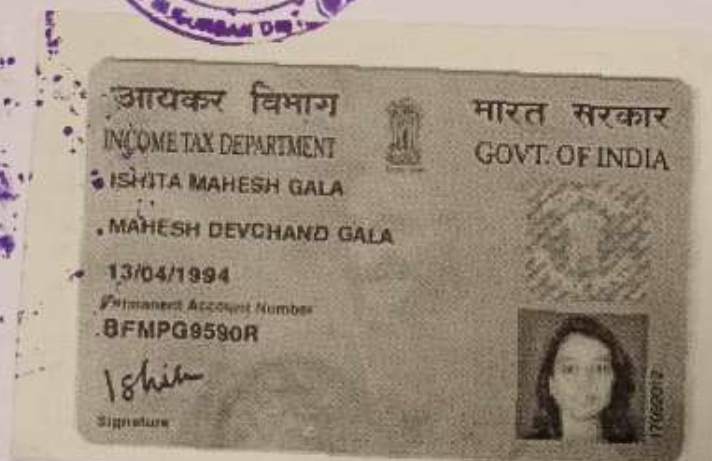 आयकर विभाग
INCOME TAX DEPARTMENT
मारत सरकार
GOVT. OF INDIA
ISHITA MAHESH GALA
MAHESH DEVCHAND GALA
13/04/1994
Permanent Account Number
BFMPG9590R
Ishita
Signature